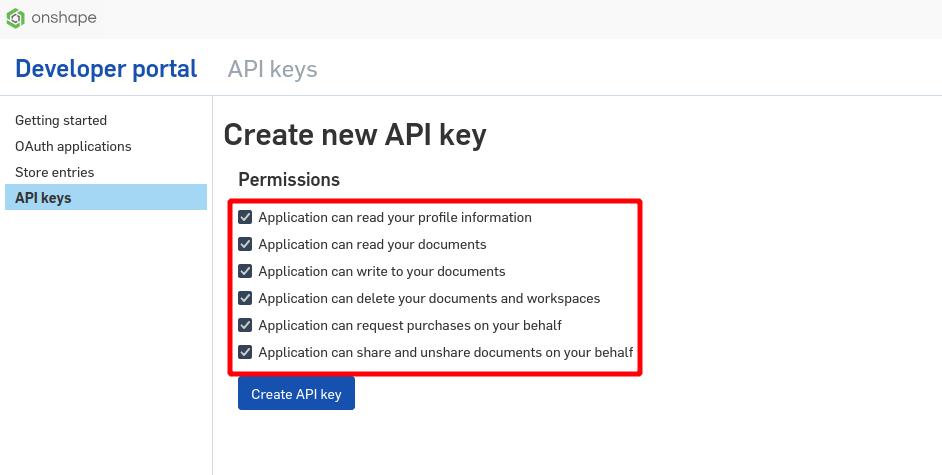 onshape
Developer portal API keys
Getting started
OAuth applications
Store entries
API keys
Create new API key
Permissions
Application can read your profile information
Application can read your documents
Application can write to your documents
Application can delete your documents and workspaces
Application can request purchases on your behalf
Application can share and unshare documents on your behalf
Create API key